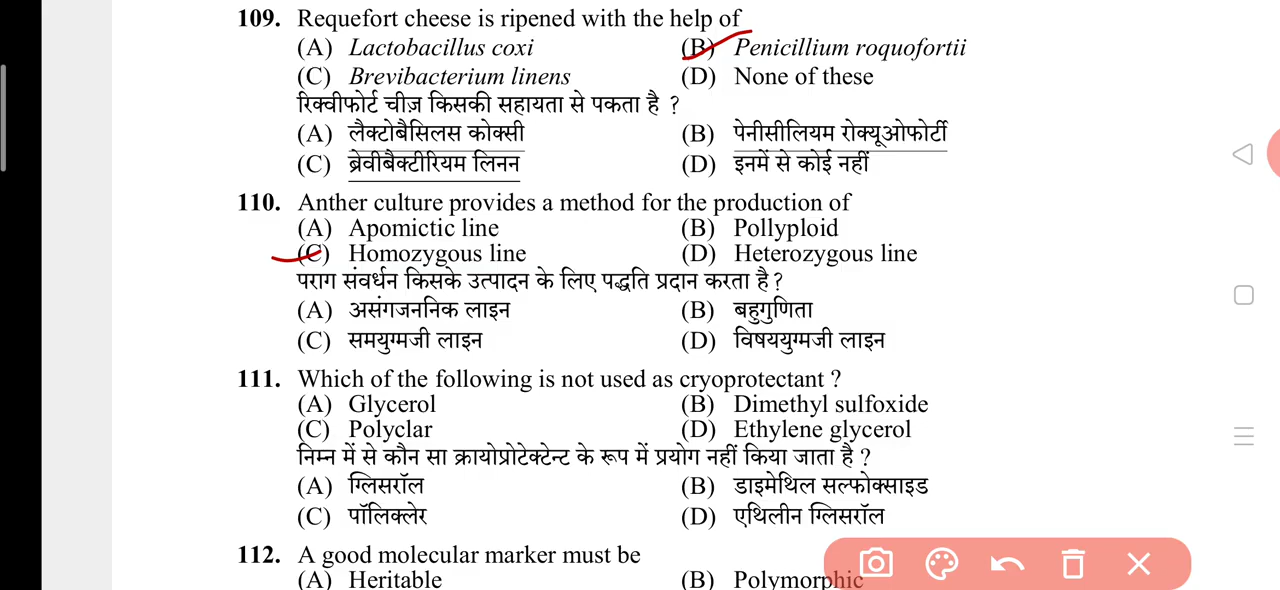 109. Requefort cheese is ripened with the help of
(A) Lactobacillus coxi (B) Penicillium roquofortii
(C) Brevibacterium linens (D) None of these
रिक्वीफोर्ट चीज़ किसकी सहायता से पकता है ?
(A) लैक्टोबैसिलस कोक्सी (B) पेनीसीलियम रोक्यूओफोर्टी
(C) ब्रेवीबैक्टीरियम लिनन (D) इनमें से कोई नहीं
110. Anther culture provides a method for the production of
(A) Apomictic line (B) Pollyploid
(C) Homozygous line (D) Heterozygous line
पराग संवर्धन किसके उत्पादन के लिए पद्धति प्रदान करता है ?
(A) असंगजननिक लाइन (B) बहुगुणिता
(C) समयुग्मजी लाइन (D) विषययुग्मजी लाइन
111. Which of the following is not used as cryoprotectant ?
(A) Glycerol (B) Dimethyl sulfoxide
(C) Polyclar (D) Ethylene glycerol
निम्न में से कौन सा क्रायोप्रोटेक्टेन्ट के रूप में प्रयोग नहीं किया जाता है ?
(A) ग्लिसरॉल (B) डाइमेथिल सल्फोक्साइड
(C) पॉलिक्लेर (D) एथिलीन ग्लिसरॉल
112. A good molecular marker must be
(A) Heritable (B) Polymorphic